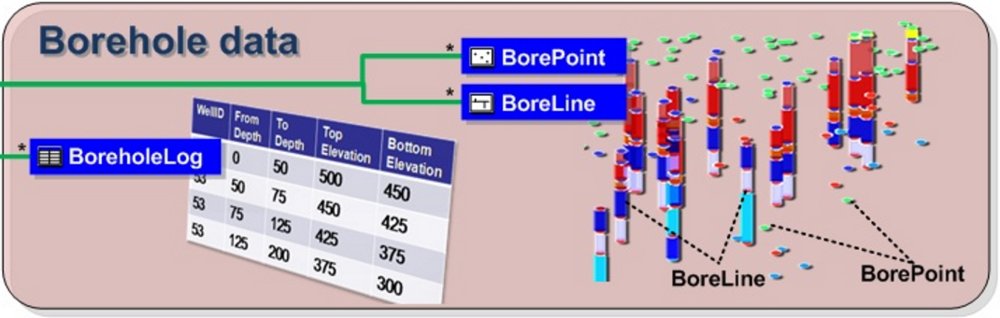 Borehole data
* BorePoint
* BoreLine
* BoreholeLog
WellID From Depth To Depth Top Elevation Bottom Elevation
0 50 500 450
53 50 75 450 425
53 75 125 425 375
53 125 200 375 300
BoreLine
BorePoint